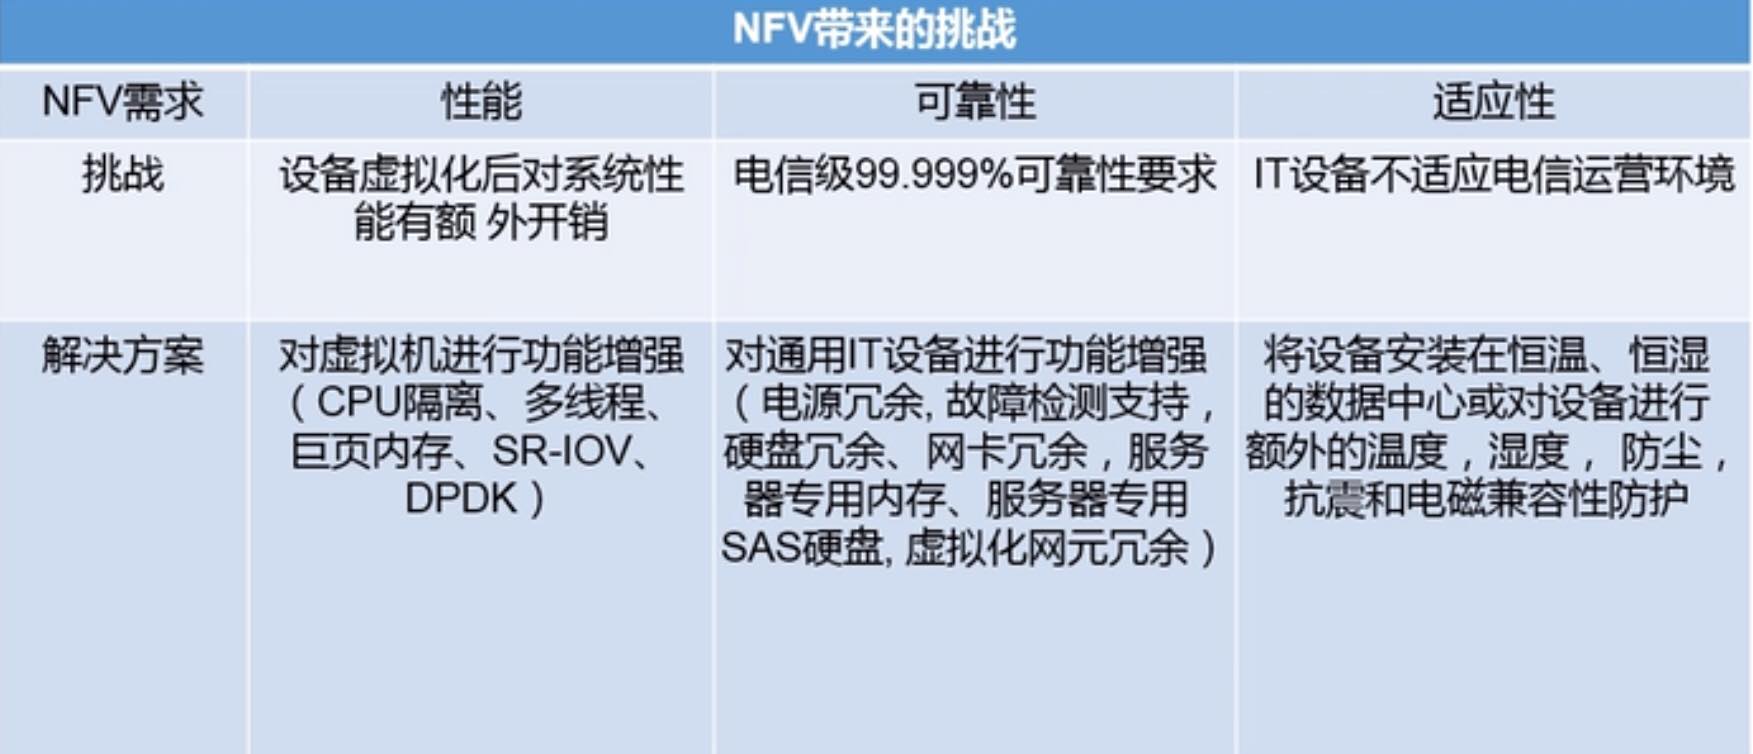 NFV带来的挑战
NFV需求
性能
可靠性
适应性
挑战
设备虚拟化后对系统性
能有额 外开销
电信级99.999%可靠性要求
IT设备不适应电信运营环境
解决方案
对虚拟机进行功能增强
（CPU隔离、多线程、
巨页内存、SR-IOV、
DPDK）
对通用IT设备进行功能增强
（电源冗余, 故障检测支持，
硬盘冗余、网卡冗余，服务
器专用内存、服务器专用
SAS硬盘, 虚拟化网元冗余）
将设备安装在恒温、恒湿
的数据中心或对设备进行
额外的温度，湿度， 防尘，
抗震和电磁兼容性防护